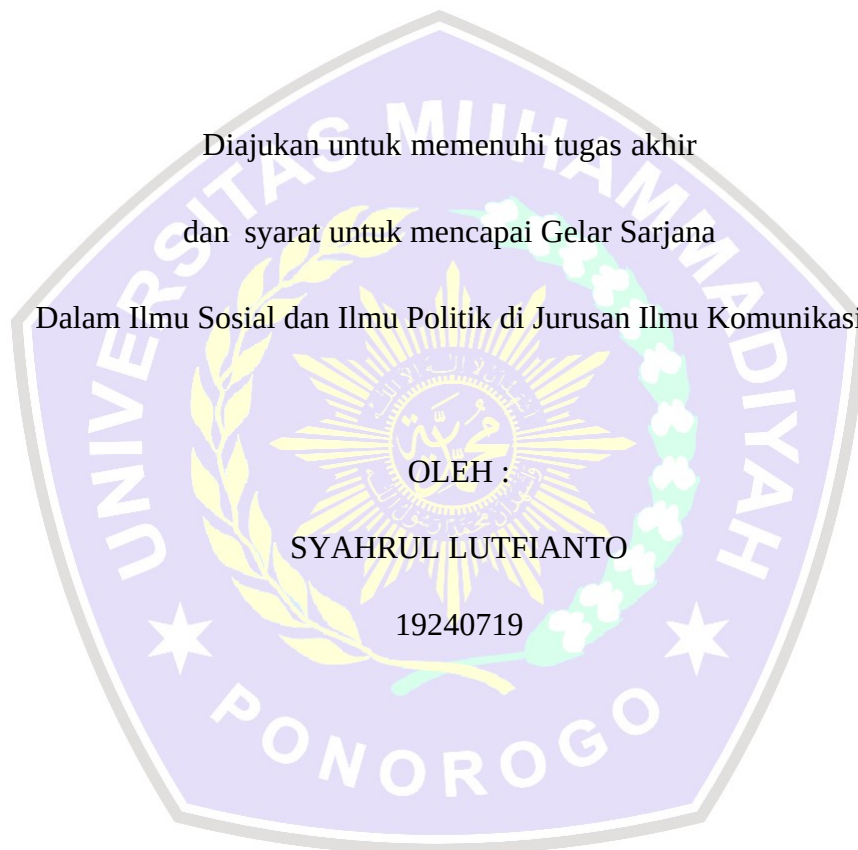 Diajukan untuk memenuhi tugas akhir
dan syarat untuk mencapai Gelar Sarjana
Dalam Ilmu Sosial dan Ilmu Politik di Jurusan Ilmu Komunikasi
OLEH :
SYAHRUL LUTFIANTO
19240719
UNIVERSITAS MUHAMMADIYAH
PONOROGO